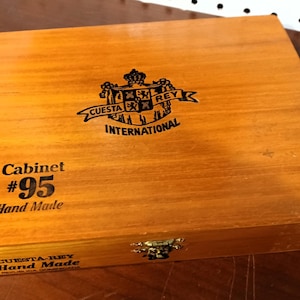 CUESTA REY
INTERNATIONAL
Cabinet
#95
Hand Made
CUESTA-REY
Hand Made